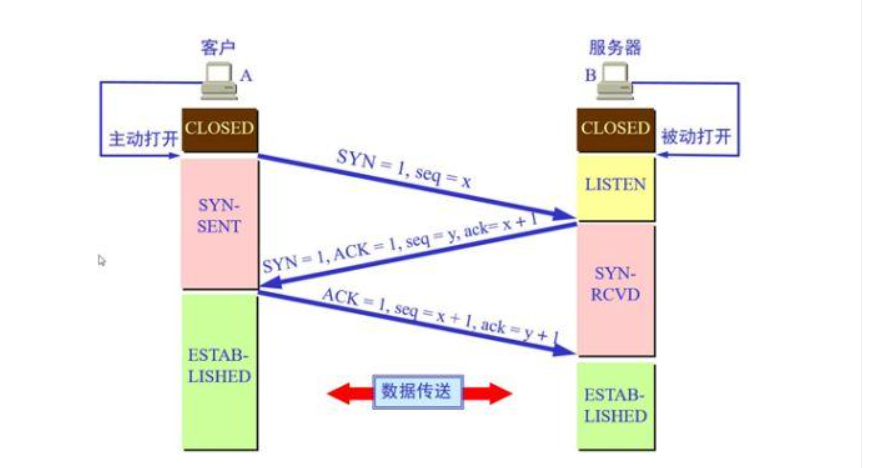 客户
服务器
A
B
CLOSED
CLOSED
主动打开
被动打开
SYN = 1, seq = x
LISTEN
SYN-
SENT
SYN = 1, ACK = 1, seq = y, ack= x + 1
SYN-
RCVD
ACK = 1, seq = x + 1, ack = y + 1
ESTAB-
LISHED
数据传送
ESTAB-
LISHED